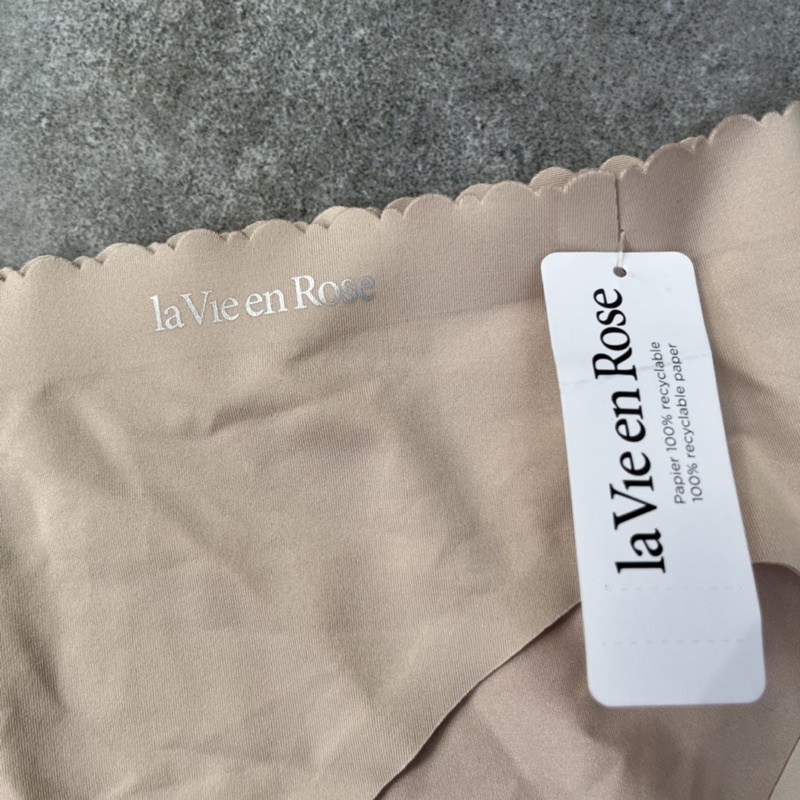 la Vie en Rose
la Vie en Rose
Papier 100% recyclable
100% recyclable paper